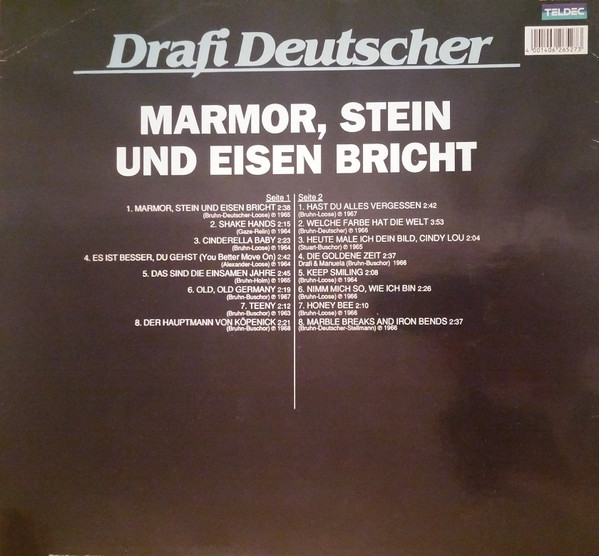 TELDEC
4 001406 265273
Drafi Deutscher
MARMOR, STEIN
UND EISEN BRICHT
Seite 1
1. MARMOR, STEIN UND EISEN BRICHT 2:38
(Bruhn-Deutscher-Loose) ℗ 1965
2. SHAKE HANDS 2:15
(Gaze-Relin) ℗ 1964
3. CINDERELLA BABY 2:23
(Bruhn-Loose) ℗ 1964
4. ES IST BESSER, DU GEHST (You Better Move On) 2:42
(Alexander-Loose) ℗ 1964
5. DAS SIND DIE EINSAMEN JAHRE 2:45
(Bruhn-Holm) ℗ 1965
6. OLD, OLD GERMANY 2:19
(Bruhn-Buschor) ℗ 1967
7. TEENY 2:12
(Bruhn-Buschor) ℗ 1963
8. DER HAUPTMANN VON KÖPENICK 2:21
(Bruhn-Buschor) ℗ 1968
Seite 2
1. HAST DU ALLES VERGESSEN 2:42
(Bruhn-Loose) ℗ 1967
2. WELCHE FARBE HAT DIE WELT 3:53
(Bruhn-Deutscher) ℗ 1966
3. HEUTE MALE ICH DEIN BILD, CINDY LOU 2:04
(Stuart-Buschor) ℗ 1965
4. DIE GOLDENE ZEIT 2:37
Drafi & Manuela (Bruhn-Buschor) 1966
5. KEEP SMILING 2:08
(Bruhn-Loose) ℗ 1964
6. NIMM MICH SO, WIE ICH BIN 2:26
(Bruhn-Loose) ℗ 1966
7. HONEY BEE 2:10
(Bruhn-Loose) ℗ 1966
8. MARBLE BREAKS AND IRON BENDS 2:37
(Bruhn-Deutscher-Stallmann) ℗ 1966